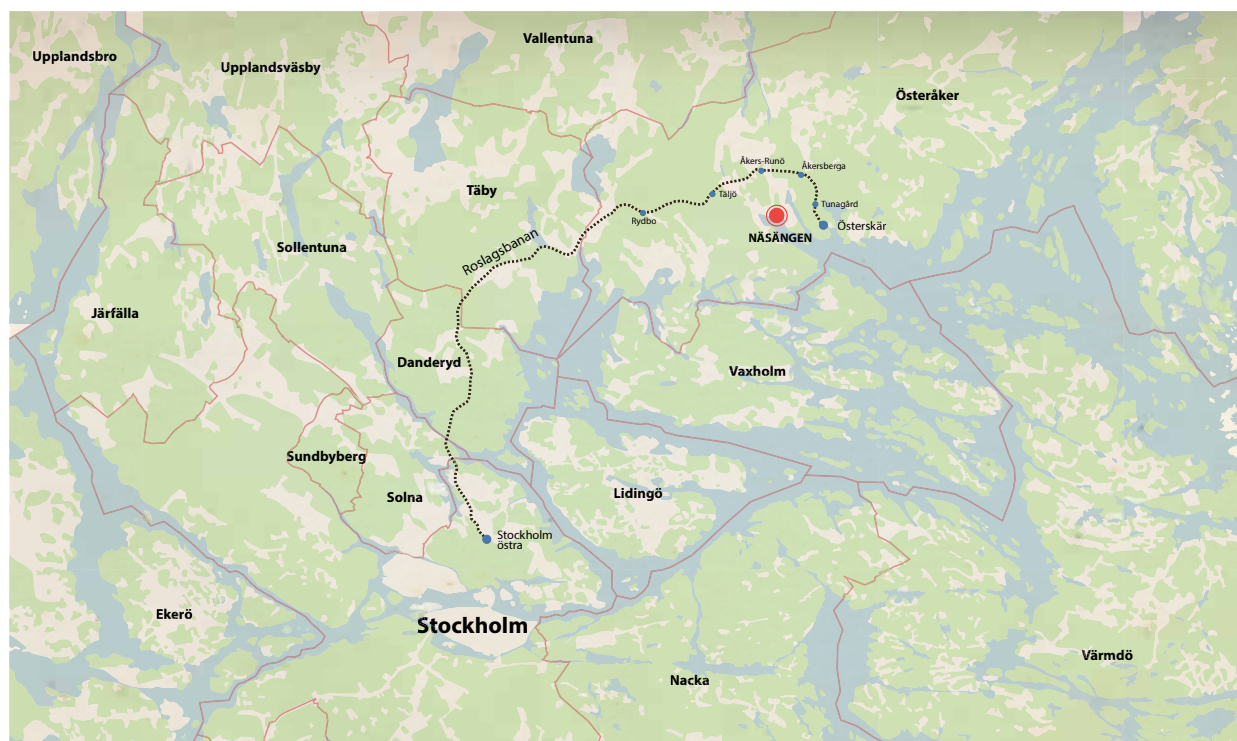 Vallentuna
Upplandsbro
Upplandsväsby
Österåker
Åkers-Runö
Åkersberga
Täby
Täljö
Tunagård
Rydbo
Österskär
NÄSÄNGEN
Roslagsbanan
Sollentuna
Järfälla
Danderyd
Vaxholm
Sundbyberg
Solna
Lidingö
Stockholm
östra
Ekerö
Stockholm
Värmdö
Nacka